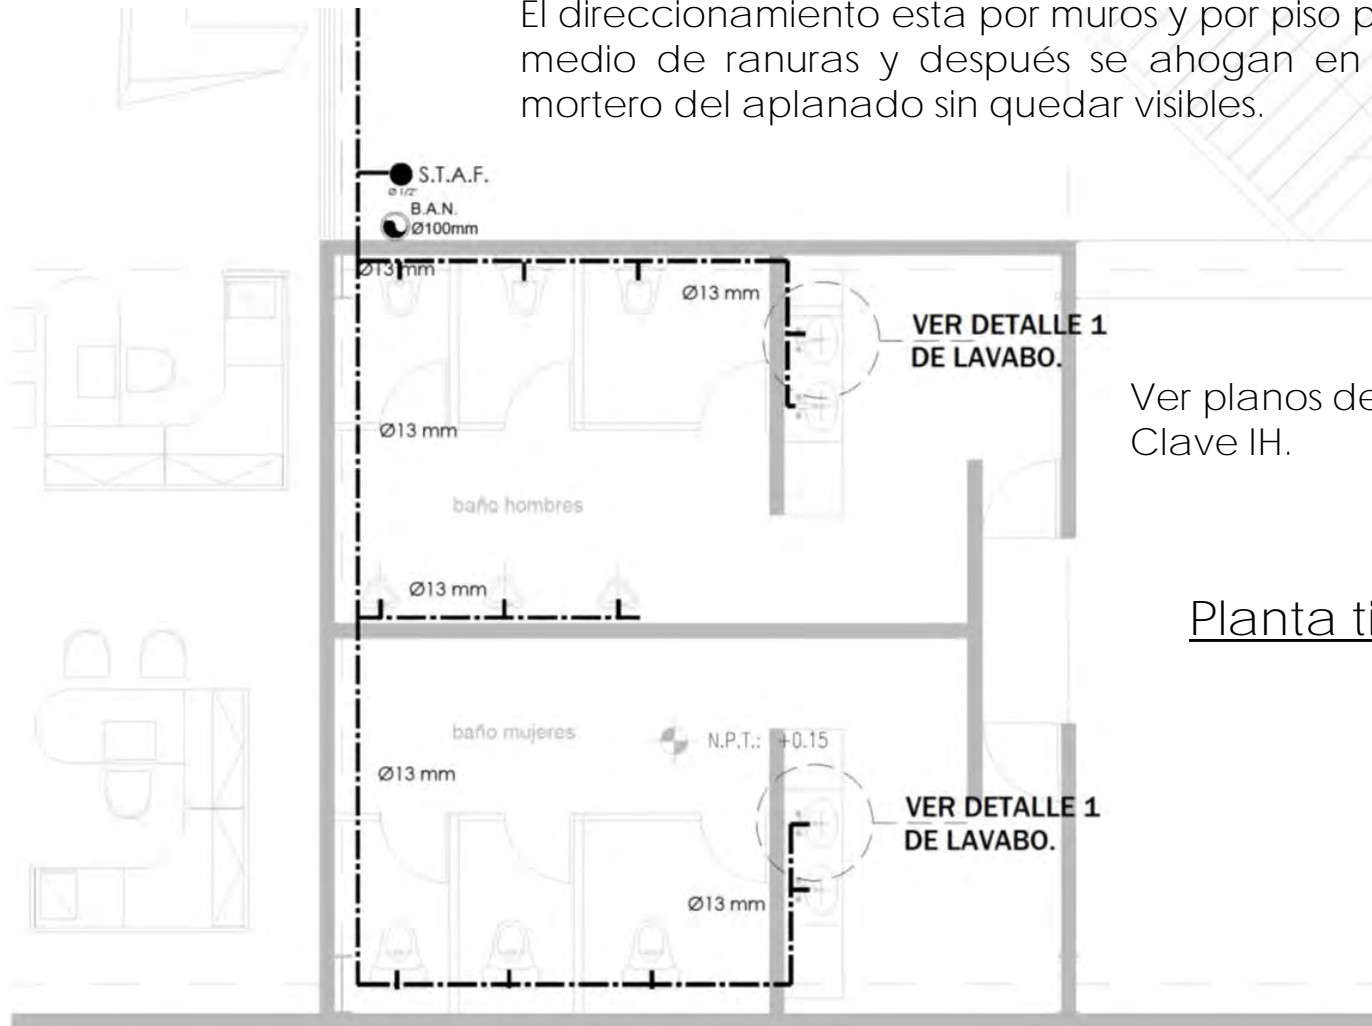 El direccionamiento esta por muros y por piso p
medio de ranuras y después se ahogan en
mortero del aplanado sin quedar visibles.
S.T.A.F.
Ø 1/2"
B.A.N.
Ø100mm
Ø13 mm
Ø13 mm
VER DETALLE 1
DE LAVABO.
Ver planos de
Clave IH.
Ø13 mm
baño hombres
Ø13 mm
Planta ti
baño mujeres
N.P.T.: +0.15
Ø13 mm
VER DETALLE 1
DE LAVABO.
Ø13 mm